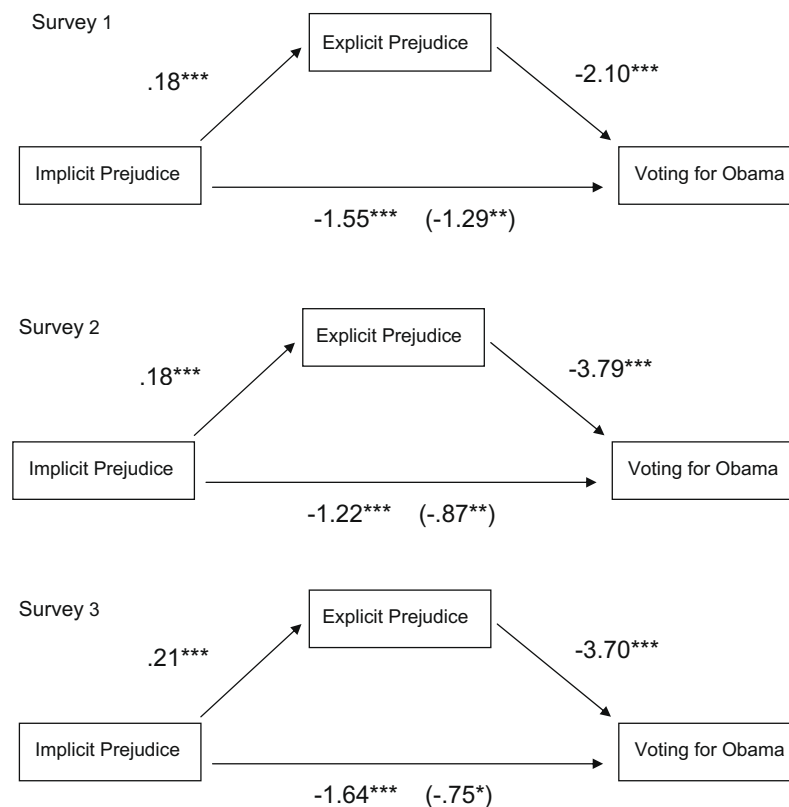 Survey 1
Explicit Prejudice
.18***
-2.10***
Implicit Prejudice
Voting for Obama
-1.55*** (-1.29**)
Survey 2
Explicit Prejudice
.18***
-3.79***
Implicit Prejudice
Voting for Obama
-1.22*** (-.87**)
Survey 3
Explicit Prejudice
.21***
-3.70***
Implicit Prejudice
Voting for Obama
-1.64*** (-.75*)